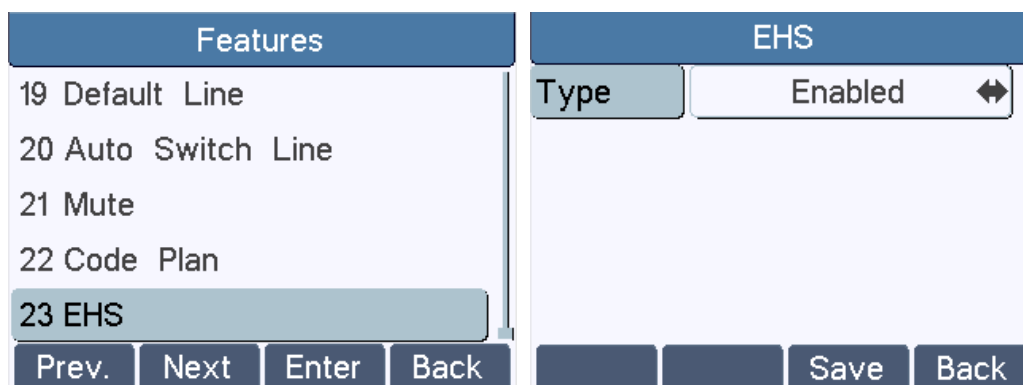 Features
19 Default Line
20 Auto Switch Line
21 Mute
22 Code Plan
23 EHS
Prev. Next Enter Back
EHS
Type Enabled
Save Back